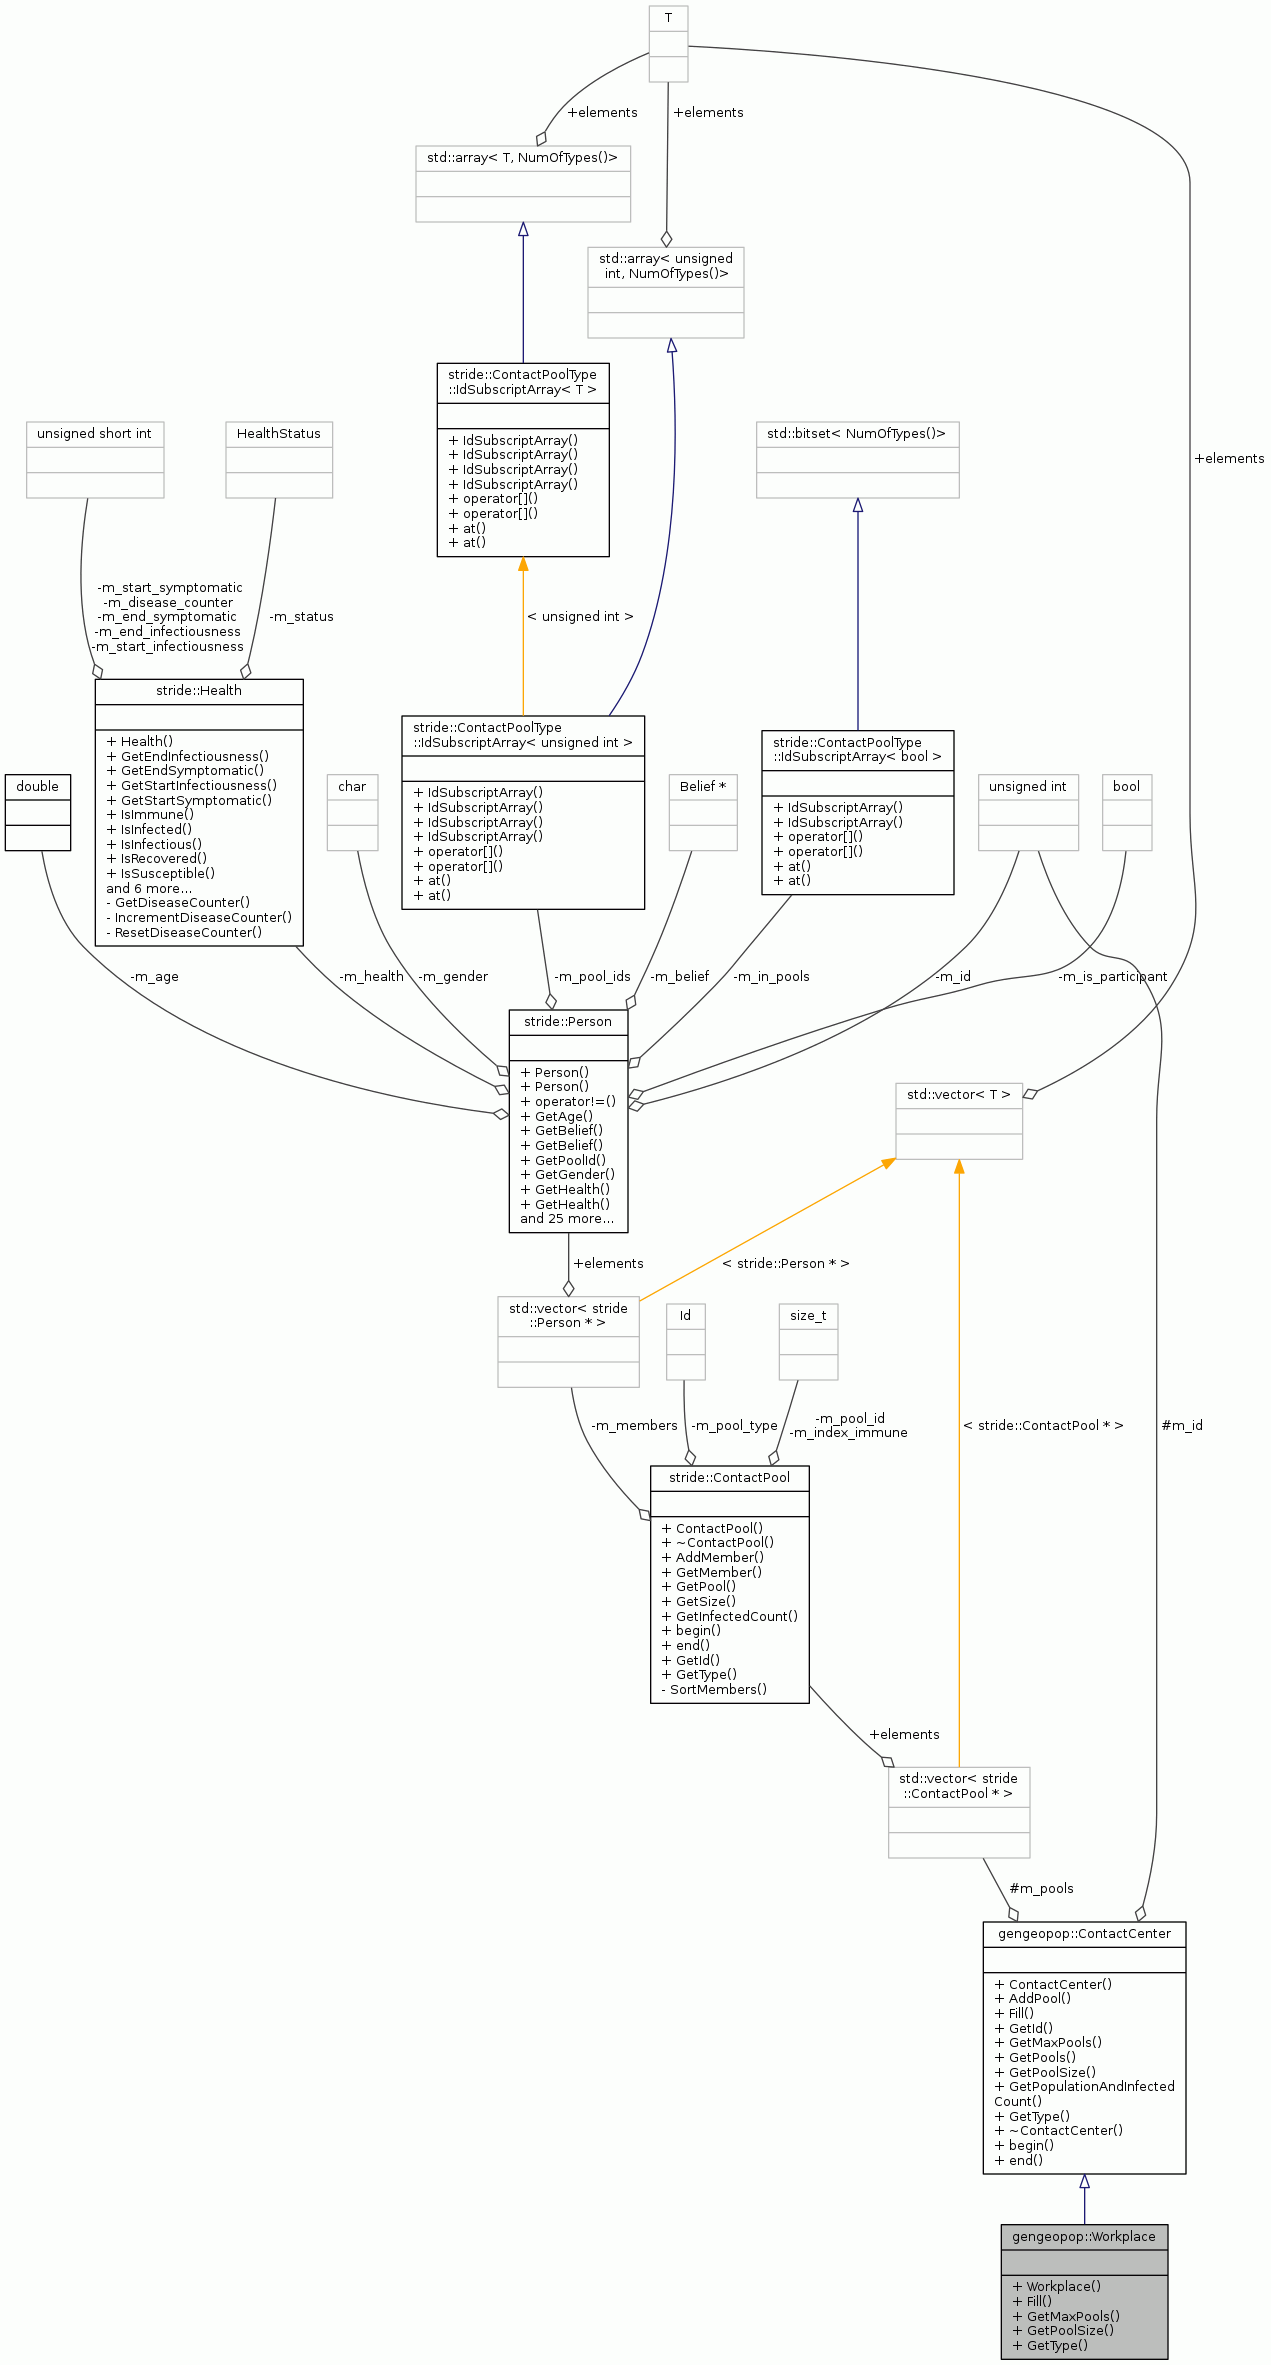 T
+elements
+elements
std::array< T, NumOfTypes()>
std::array< unsigned
int, NumOfTypes()>
stride::ContactPoolType
::IdSubscriptArray< T >
+ IdSubscriptArray()
+ IdSubscriptArray()
+ IdSubscriptArray()
+ IdSubscriptArray()
+ operator[]()
+ operator[]()
+ at()
+ at()
unsigned short int
HealthStatus
std::bitset< NumOfTypes()>
+elements
-m_start_symptomatic
-m_disease_counter
-m_end_symptomatic
-m_end_infectiousness
-m_start_infectiousness
-m_status
< unsigned int >
stride::Health
+ Health()
+ GetEndInfectiousness()
+ GetEndSymptomatic()
+ GetStartInfectiousness()
+ GetStartSymptomatic()
+ IsImmune()
+ IsInfected()
+ IsInfectious()
+ IsRecovered()
+ IsSusceptible()
and 6 more...
- GetDiseaseCounter()
- IncrementDiseaseCounter()
- ResetDiseaseCounter()
stride::ContactPoolType
::IdSubscriptArray< unsigned int >
+ IdSubscriptArray()
+ IdSubscriptArray()
+ IdSubscriptArray()
+ IdSubscriptArray()
+ operator[]()
+ operator[]()
+ at()
+ at()
stride::ContactPoolType
::IdSubscriptArray< bool >
+ IdSubscriptArray()
+ IdSubscriptArray()
+ operator[]()
+ operator[]()
+ at()
+ at()
double
char
Belief *
unsigned int
bool
-m_age
-m_health
-m_gender
-m_pool_ids
-m_belief
-m_in_pools
-m_id
-m_is_participant
stride::Person
+ Person()
+ Person()
+ operator!=()
+ GetAge()
+ GetBelief()
+ GetBelief()
+ GetPoolId()
+ GetGender()
+ GetHealth()
+ GetHealth()
and 25 more...
std::vector< T >
+elements
< stride::Person * >
std::vector< stride
::Person * >
Id
size_t
-m_members
-m_pool_type
-m_pool_id
-m_index_immune
< stride::ContactPool * >
#m_id
stride::ContactPool
+ ContactPool()
+ ~ContactPool()
+ AddMember()
+ GetMember()
+ GetPool()
+ GetSize()
+ GetInfectedCount()
+ begin()
+ end()
+ GetId()
+ GetType()
- SortMembers()
+elements
std::vector< stride
::ContactPool * >
#m_pools
gengeopop::ContactCenter
+ ContactCenter()
+ AddPool()
+ Fill()
+ GetId()
+ GetMaxPools()
+ GetPools()
+ GetPoolSize()
+ GetPopulationAndInfected
Count()
+ GetType()
+ ~ContactCenter()
+ begin()
+ end()
gengeopop::Workplace
+ Workplace()
+ Fill()
+ GetMaxPools()
+ GetPoolSize()
+ GetType()